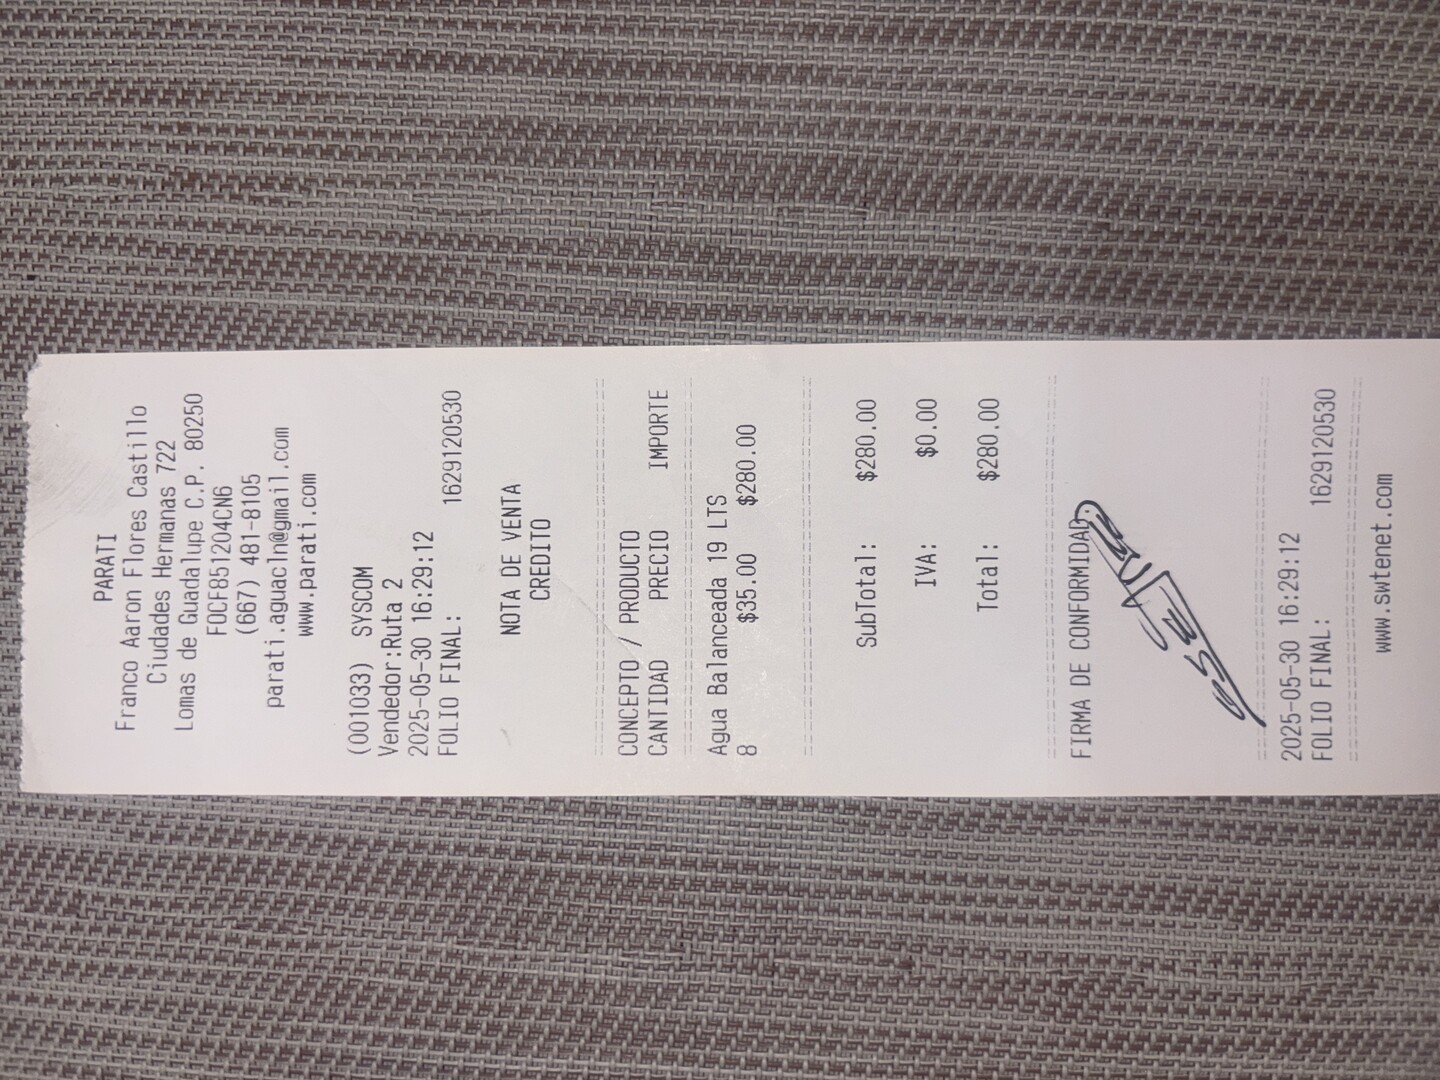 PARATI
Franco Aaron Flores Castillo
Ciudades Hermanas 722
Lomas de Guadalupe C.P. 80250
FOCF851204CN6
(667) 481-8105
parati.aguacln@gmail.com
www.parati.com
(001033) SYSCOM
Vendedor:Ruta 2
2025-05-30 16:29:12
FOLIO FINAL: 1629120530
NOTA DE VENTA
CREDITO
CONCEPTO / PRODUCTO
CANTIDAD PRECIO IMPORTE
Agua Balanceada 19 LTS
8 $35.00 $280.00
SubTotal: $280.00
IVA: $0.00
Total: $280.00
FIRMA DE CONFORMIDAD
2025-05-30 16:29:12
FOLIO FINAL: 1629120530
www.swtenet.com